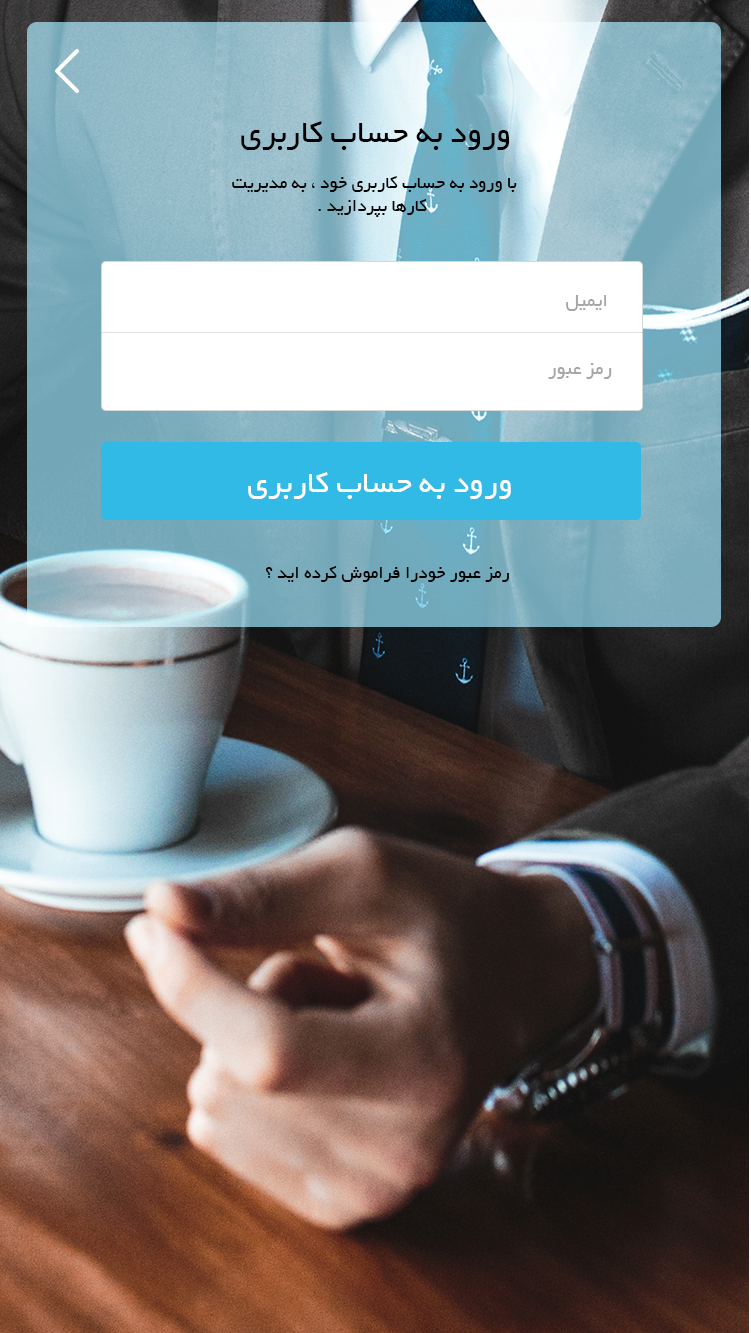 ورود به حساب کاربری
با ورود به حساب کاربری خود ، به مدیریت
کارها بپردازید .
ایمیل
رمز عبور
ورود به حساب کاربری
رمز عبور خودرا فراموش کرده اید ؟